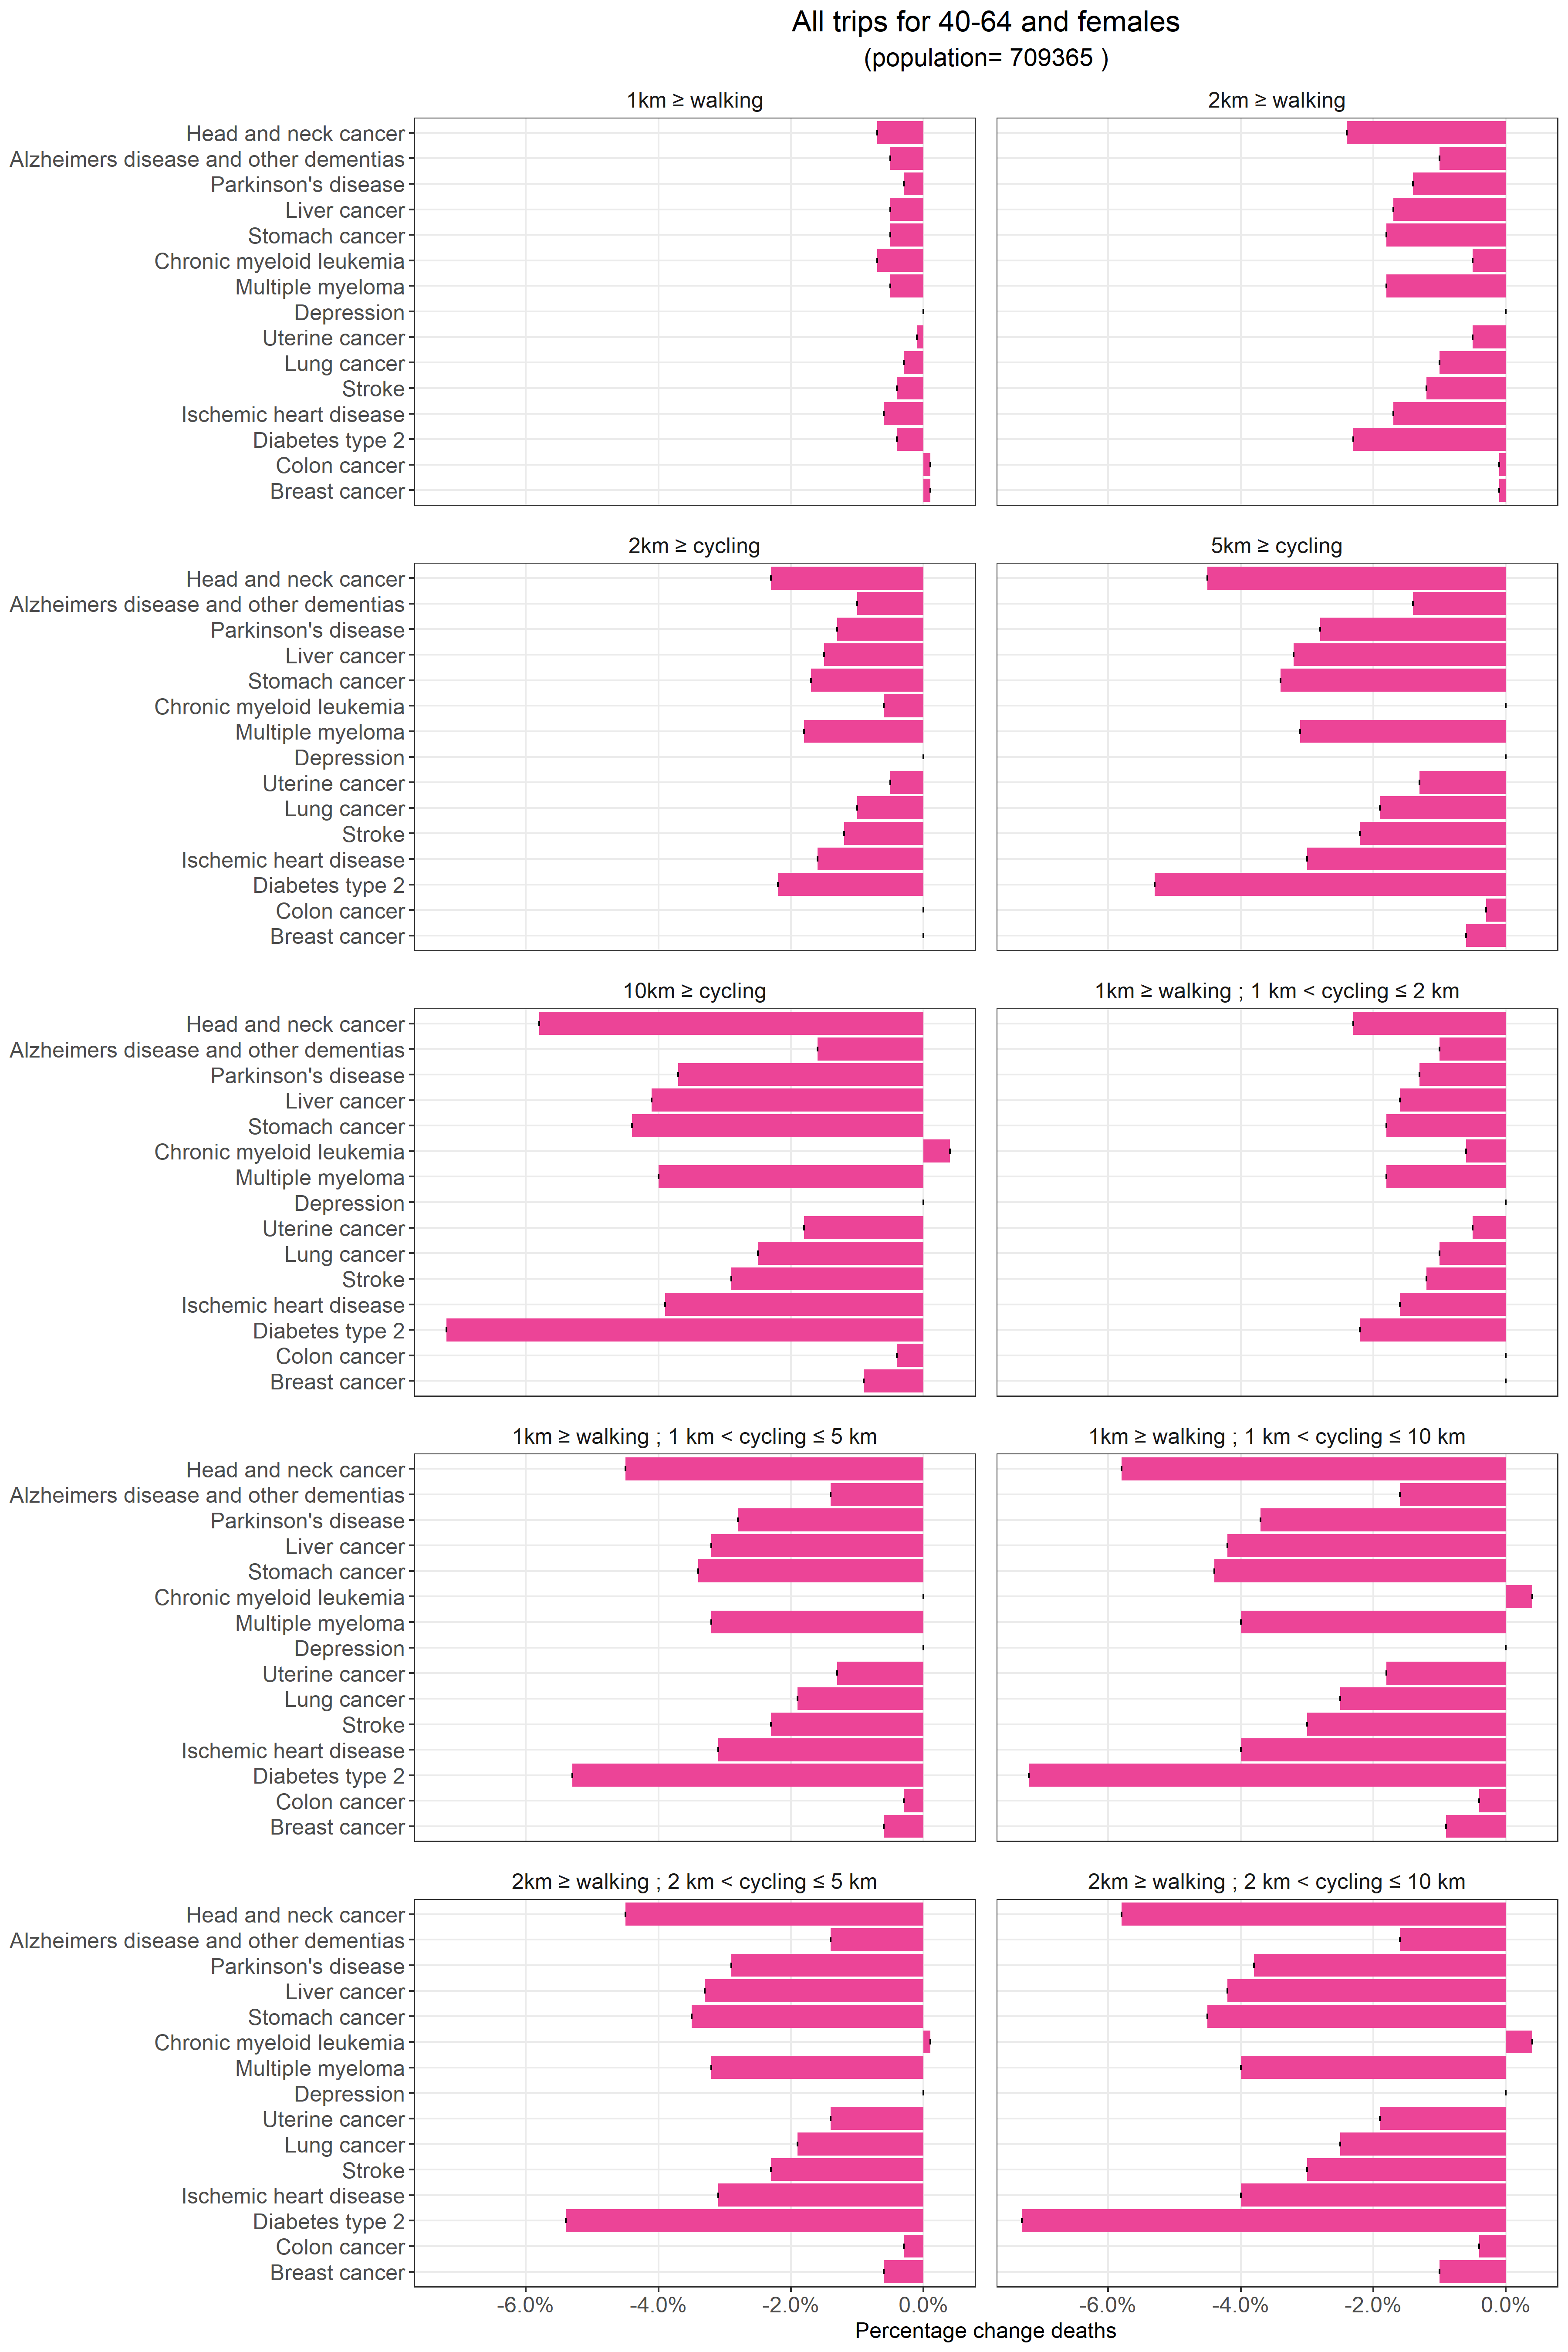 All trips for 40-64 and females
(population= 709365 )
1km ≥ walking
2km ≥ walking
Head and neck cancer
Alzheimers disease and other dementias
Parkinson's disease
Liver cancer
Stomach cancer
Chronic myeloid leukemia
Multiple myeloma
Depression
Uterine cancer
Lung cancer
Stroke
Ischemic heart disease
Diabetes type 2
Colon cancer
Breast cancer
2km ≥ cycling
5km ≥ cycling
Head and neck cancer
Alzheimers disease and other dementias
Parkinson's disease
Liver cancer
Stomach cancer
Chronic myeloid leukemia
Multiple myeloma
Depression
Uterine cancer
Lung cancer
Stroke
Ischemic heart disease
Diabetes type 2
Colon cancer
Breast cancer
10km ≥ cycling
1km ≥ walking ; 1 km < cycling ≤ 2 km
Head and neck cancer
Alzheimers disease and other dementias
Parkinson's disease
Liver cancer
Stomach cancer
Chronic myeloid leukemia
Multiple myeloma
Depression
Uterine cancer
Lung cancer
Stroke
Ischemic heart disease
Diabetes type 2
Colon cancer
Breast cancer
1km ≥ walking ; 1 km < cycling ≤ 5 km
1km ≥ walking ; 1 km < cycling ≤ 10 km
Head and neck cancer
Alzheimers disease and other dementias
Parkinson's disease
Liver cancer
Stomach cancer
Chronic myeloid leukemia
Multiple myeloma
Depression
Uterine cancer
Lung cancer
Stroke
Ischemic heart disease
Diabetes type 2
Colon cancer
Breast cancer
2km ≥ walking ; 2 km < cycling ≤ 5 km
2km ≥ walking ; 2 km < cycling ≤ 10 km
Head and neck cancer
Alzheimers disease and other dementias
Parkinson's disease
Liver cancer
Stomach cancer
Chronic myeloid leukemia
Multiple myeloma
Depression
Uterine cancer
Lung cancer
Stroke
Ischemic heart disease
Diabetes type 2
Colon cancer
Breast cancer
-6.0% -4.0% -2.0% 0.0% -6.0% -4.0% -2.0% 0.0%
Percentage change deaths